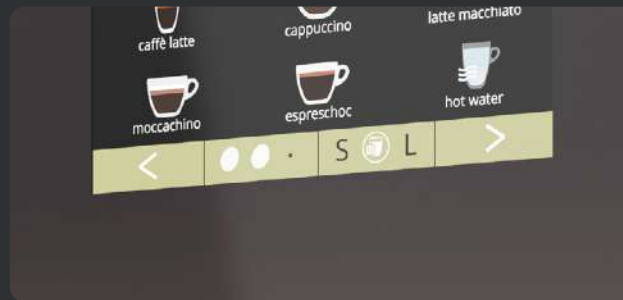 caffè latte
cappuccino
latte macchiato
moccachino
espreschoc
hot water
< >
S L